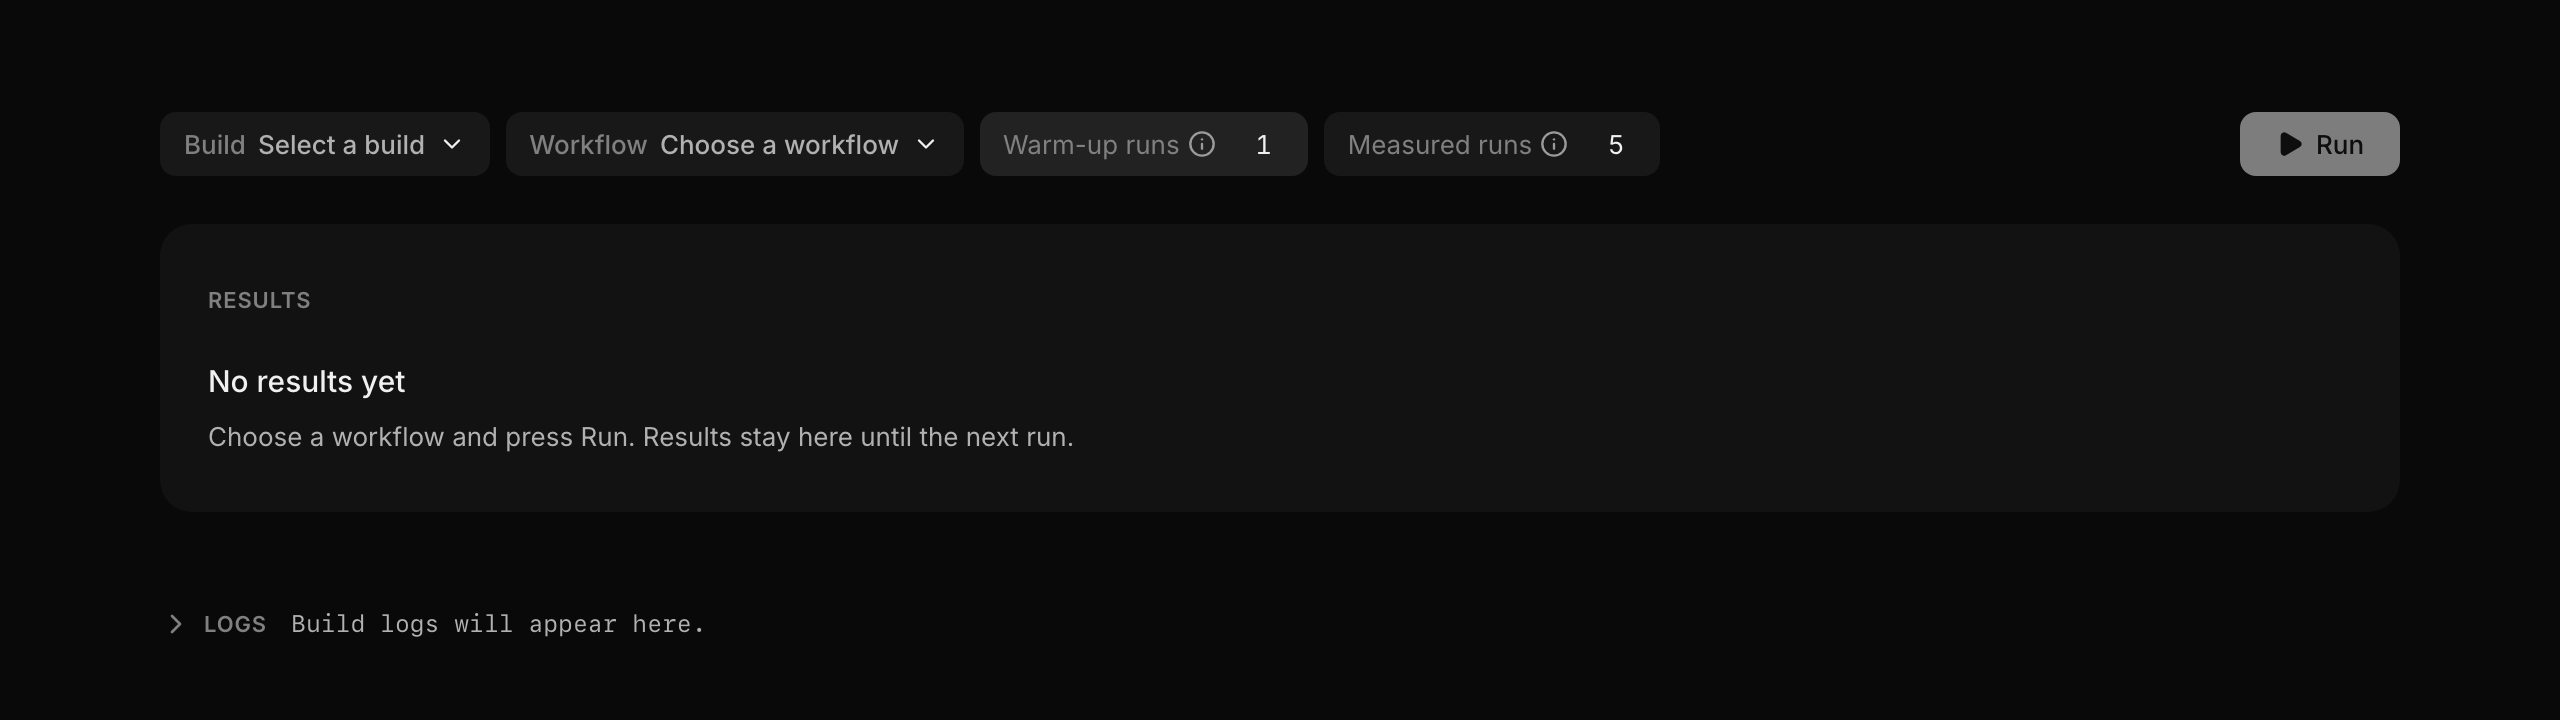 Build Select a build Workflow Choose a workflow Warm-up runs 1 Measured runs 5 Run
RESULTS
No results yet
Choose a workflow and press Run. Results stay here until the next run.
LOGS Build logs will appear here.